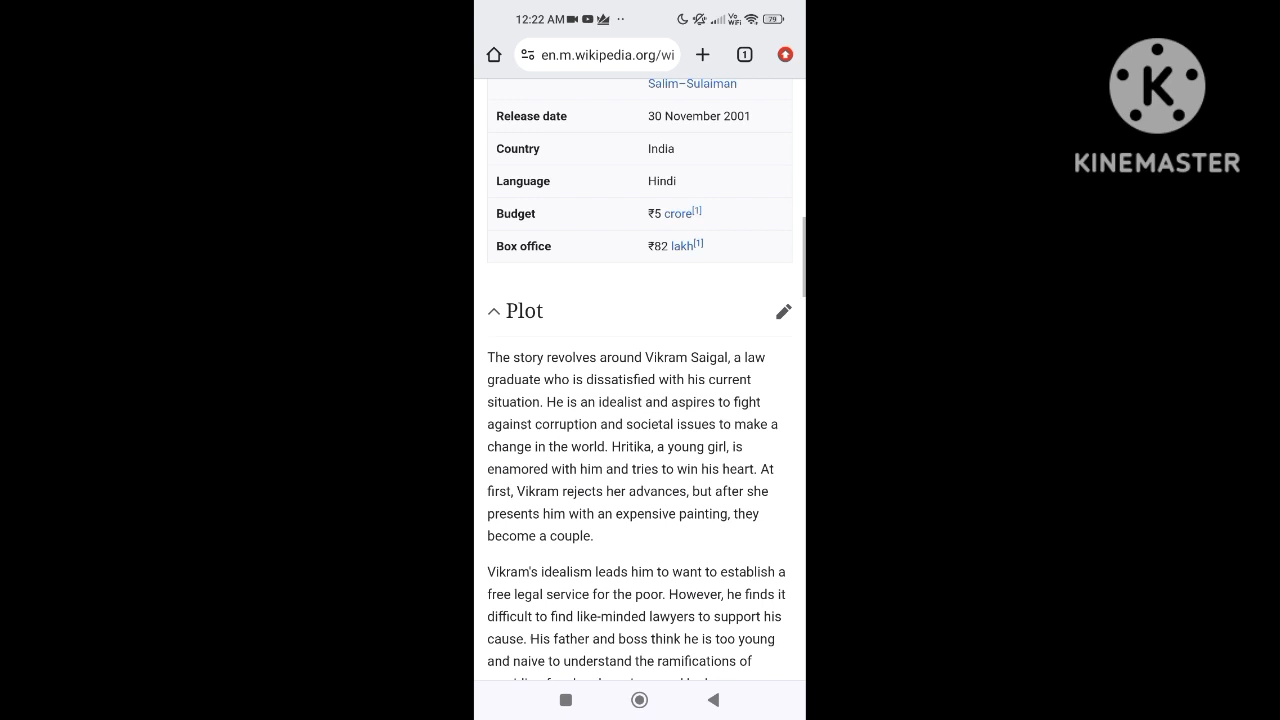 12:22 AM
Vo
WiFi
79
en.m.wikipedia.org/wi
1
Salim–Sulaiman
Release date 30 November 2001
Country India
Language Hindi
Budget ₹5 crore[1]
Box office ₹82 lakh[1]
Plot
The story revolves around Vikram Saigal, a law
graduate who is dissatisfied with his current
situation. He is an idealist and aspires to fight
against corruption and societal issues to make a
change in the world. Hritika, a young girl, is
enamored with him and tries to win his heart. At
first, Vikram rejects her advances, but after she
presents him with an expensive painting, they
become a couple.
Vikram's idealism leads him to want to establish a
free legal service for the poor. However, he finds it
difficult to find like-minded lawyers to support his
cause. His father and boss think he is too young
and naive to understand the ramifications of
K
KINEMASTER